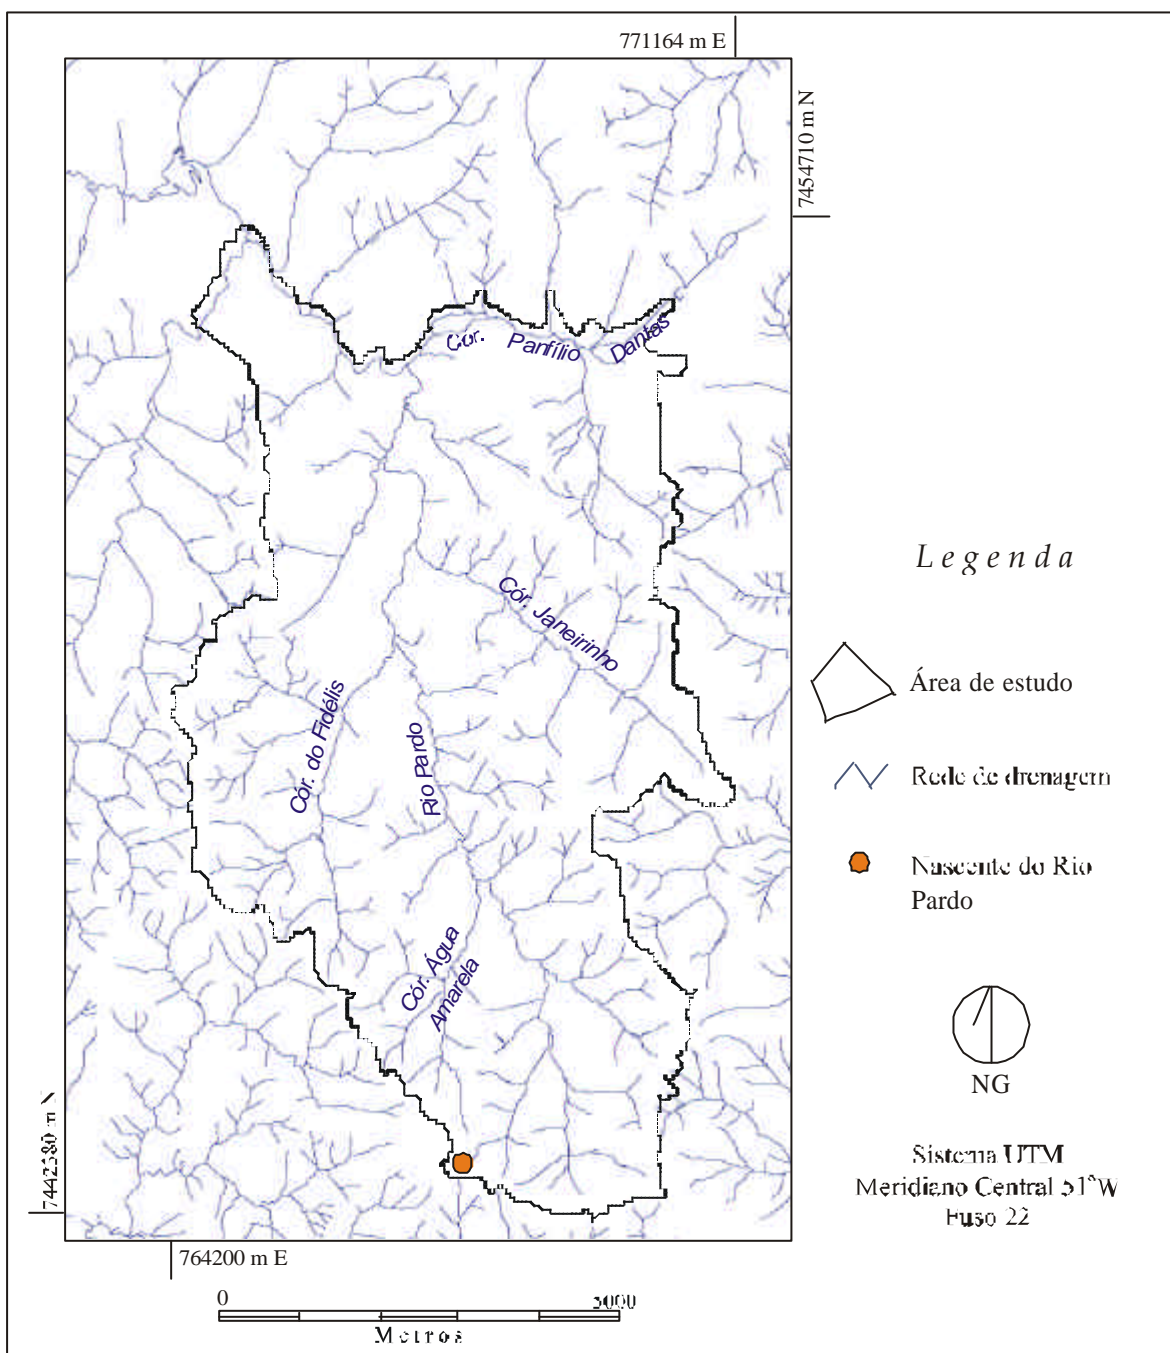 771164 m E
7454710 m N
Cór. Panfílio Dantas
Cór. Janeirinho
Cór. do Fidélis
Rio Pardo
Cór. Água
Amarela
Legenda
Área de estudo
Rede de drenagem
Nascente do Rio
Pardo
NG
Sistema UTM
Meridiano Central 51°W
Fuso 22
7442380 m N
764200 m E
0 5000
Metros